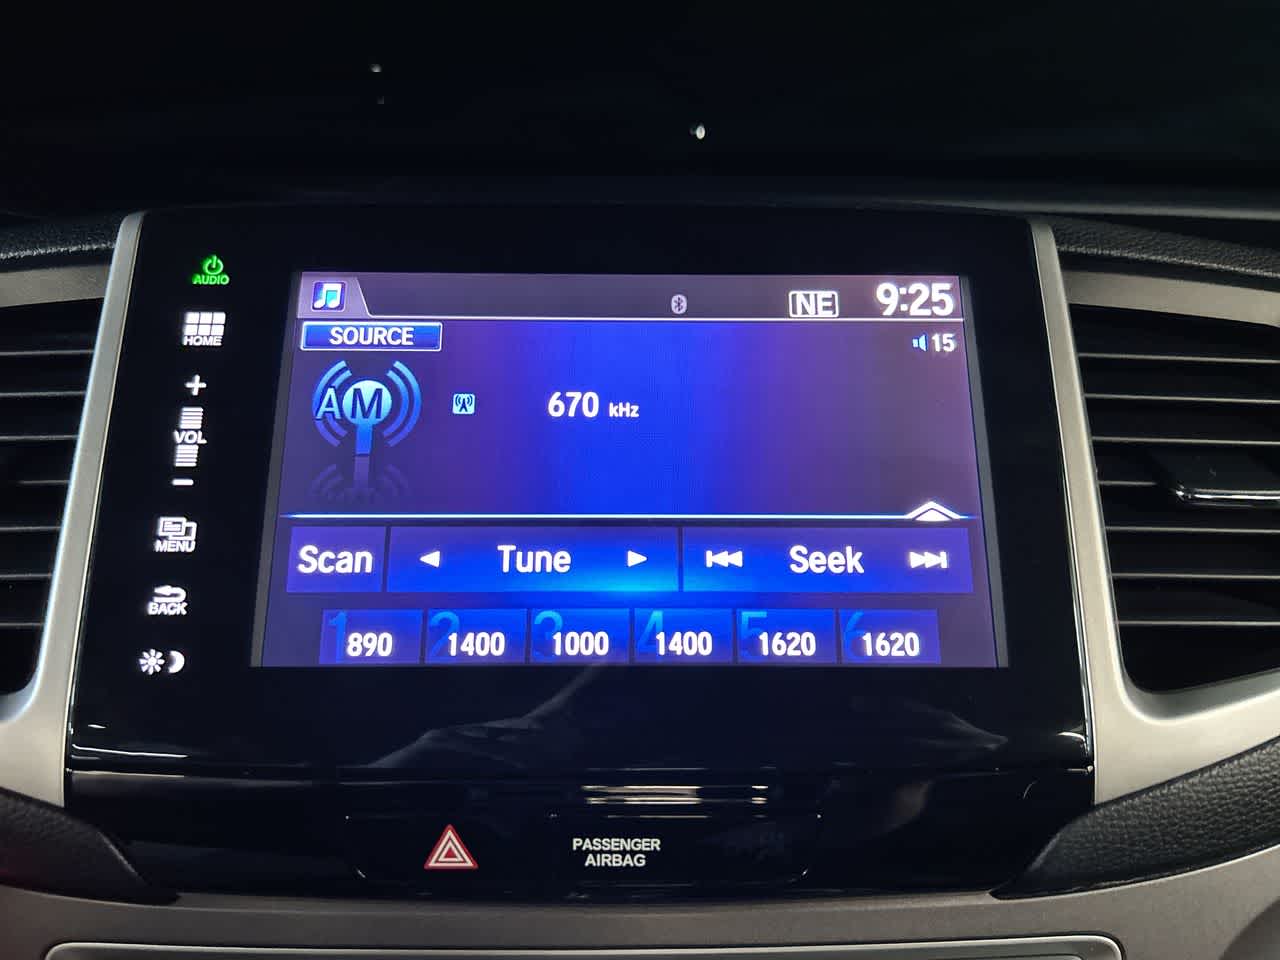 AUDIO
HOME
+
VOL
−
MENU
BACK
NE 9:25
SOURCE
15
AM
670 kHz
Scan Tune Seek
1 890 2 1400 3 1000 4 1400 5 1620 6 1620
PASSENGER
AIRBAG